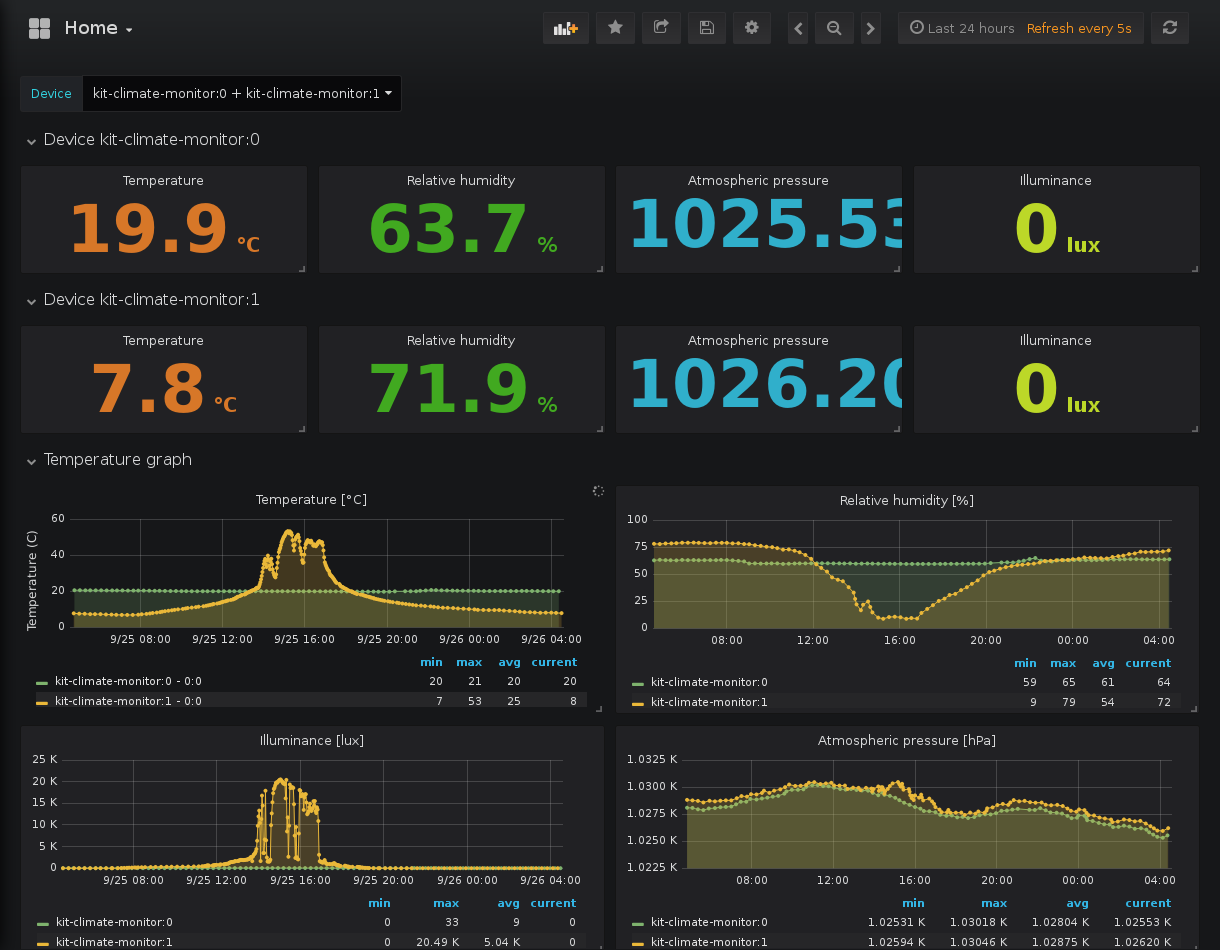 Home
Last 24 hours Refresh every 5s
Device kit-climate-monitor:0 + kit-climate-monitor:1
Device kit-climate-monitor:0
Temperature Relative humidity Atmospheric pressure Illuminance
19.9 °C 63.7 % 1025.53 0 lux
Device kit-climate-monitor:1
Temperature Relative humidity Atmospheric pressure Illuminance
7.8 °C 71.9 % 1026.20 0 lux
Temperature graph
Temperature [°C]
Temperature (C)
60
40
20
0
9/25 08:00 9/25 12:00 9/25 16:00 9/25 20:00 9/26 00:00 9/26 04:00
min max avg current
kit-climate-monitor:0 - 0:0 20 21 20 20
kit-climate-monitor:1 - 0:0 7 53 25 8
Relative humidity [%]
100
75
50
25
0
08:00 12:00 16:00 20:00 00:00 04:00
min max avg current
kit-climate-monitor:0 59 65 61 64
kit-climate-monitor:1 9 79 54 72
Illuminance [lux]
25 K
20 K
15 K
10 K
5 K
0
9/25 08:00 9/25 12:00 9/25 16:00 9/25 20:00 9/26 00:00 9/26 04:00
min max avg current
kit-climate-monitor:0 0 33 9 0
kit-climate-monitor:1 0 20.49 K 5.04 K 0
Atmospheric pressure [hPa]
1.0325 K
1.0300 K
1.0275 K
1.0250 K
1.0225 K
08:00 12:00 16:00 20:00 00:00 04:00
min max avg current
kit-climate-monitor:0 1.02531 K 1.03018 K 1.02804 K 1.02553 K
kit-climate-monitor:1 1.02594 K 1.03046 K 1.02875 K 1.02620 K